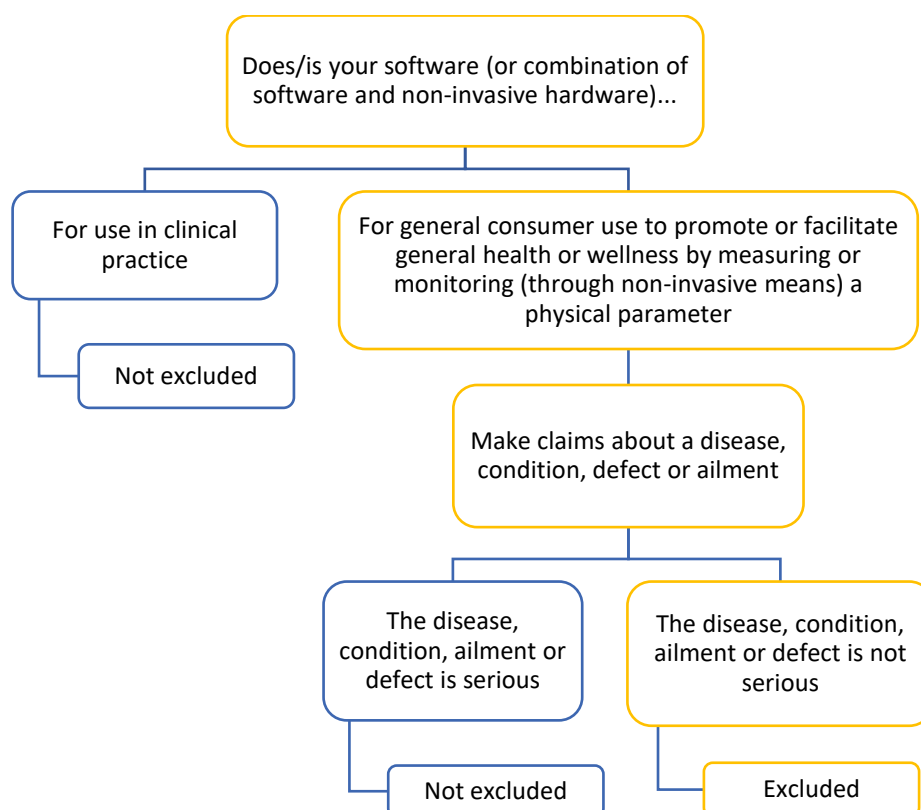 Does/is your software (or combination of
software and non-invasive hardware)...
For use in clinical
practice
For general consumer use to promote or facilitate
general health or wellness by measuring or
monitoring (through non-invasive means) a
physical parameter
Not excluded
Make claims about a disease,
condition, defect or ailment
The disease,
condition, ailment or
defect is serious
The disease, condition,
ailment or defect is not
serious
Not excluded
Excluded